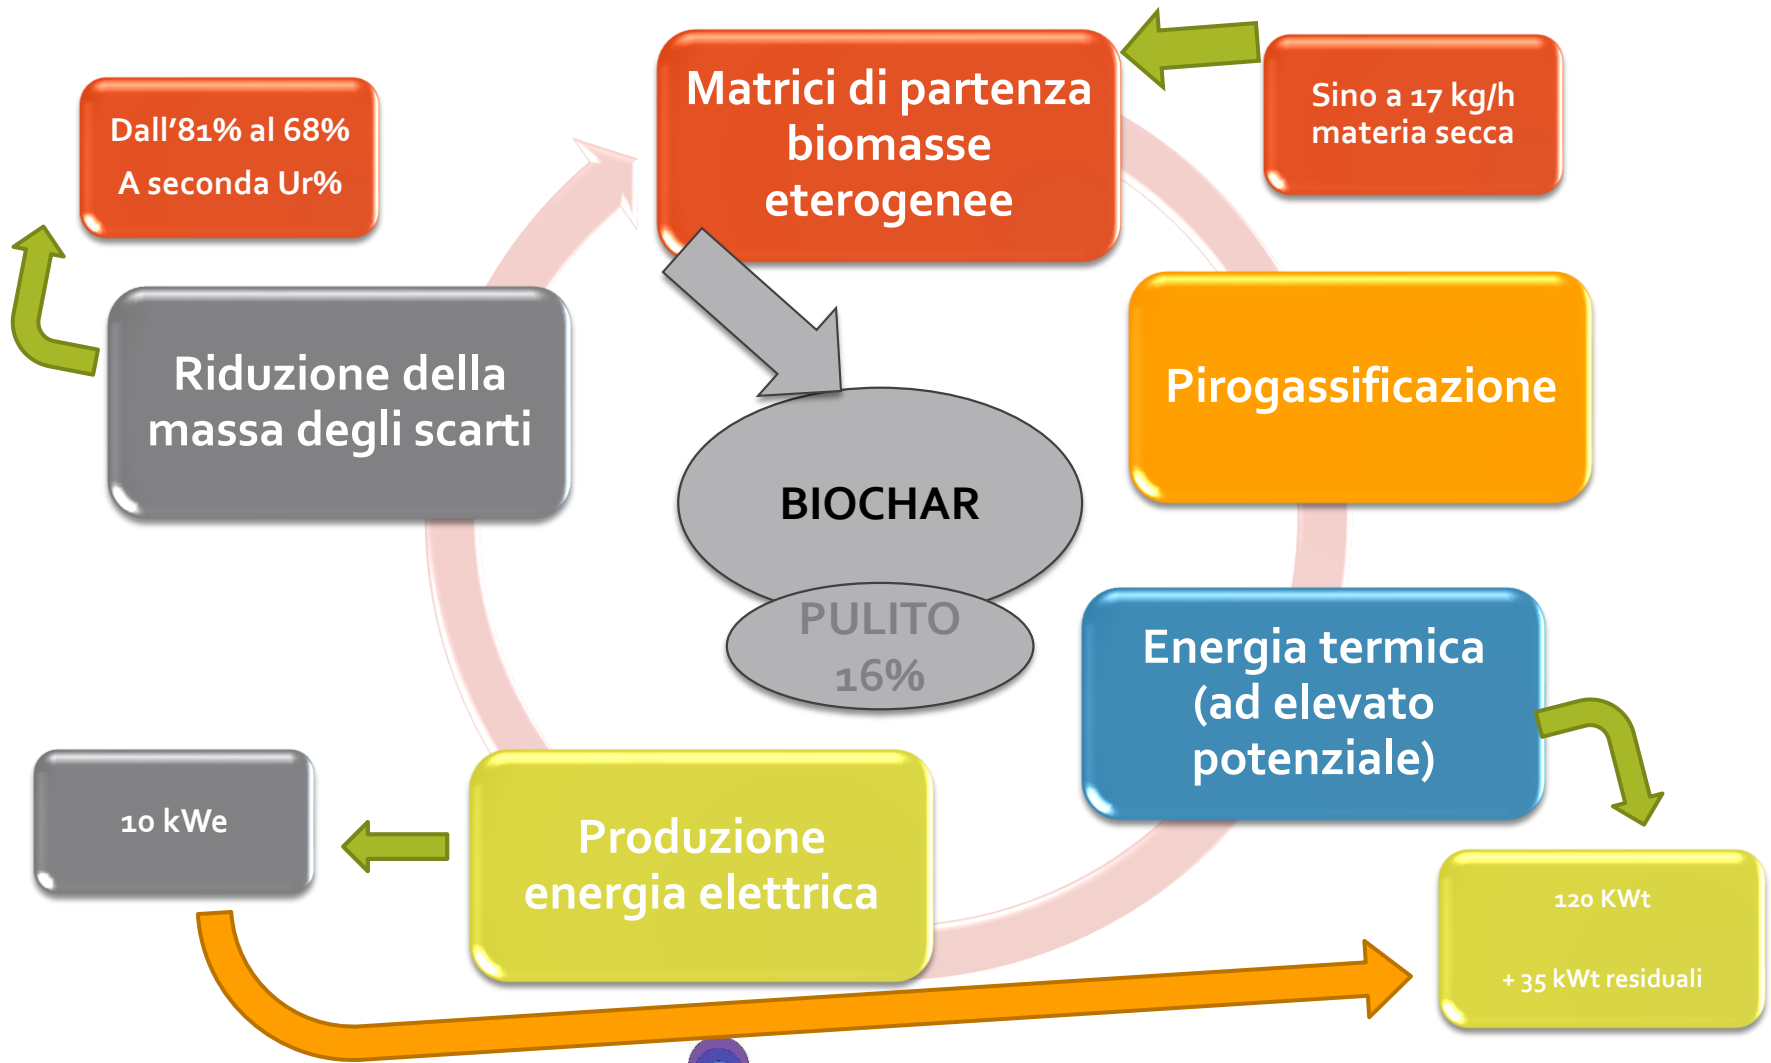 Matrici di partenza
biomasse
eterogenee
Sino a 17 kg/h
materia secca
Dall'81% al 68%
A seconda Ur%
Riduzione della
massa degli scarti
Pirogassificazione
BIOCHAR
PULITO
16%
Energia termica
(ad elevato
potenziale)
10 kWe
Produzione
energia elettrica
120 KWt
+ 35 kWt residuali